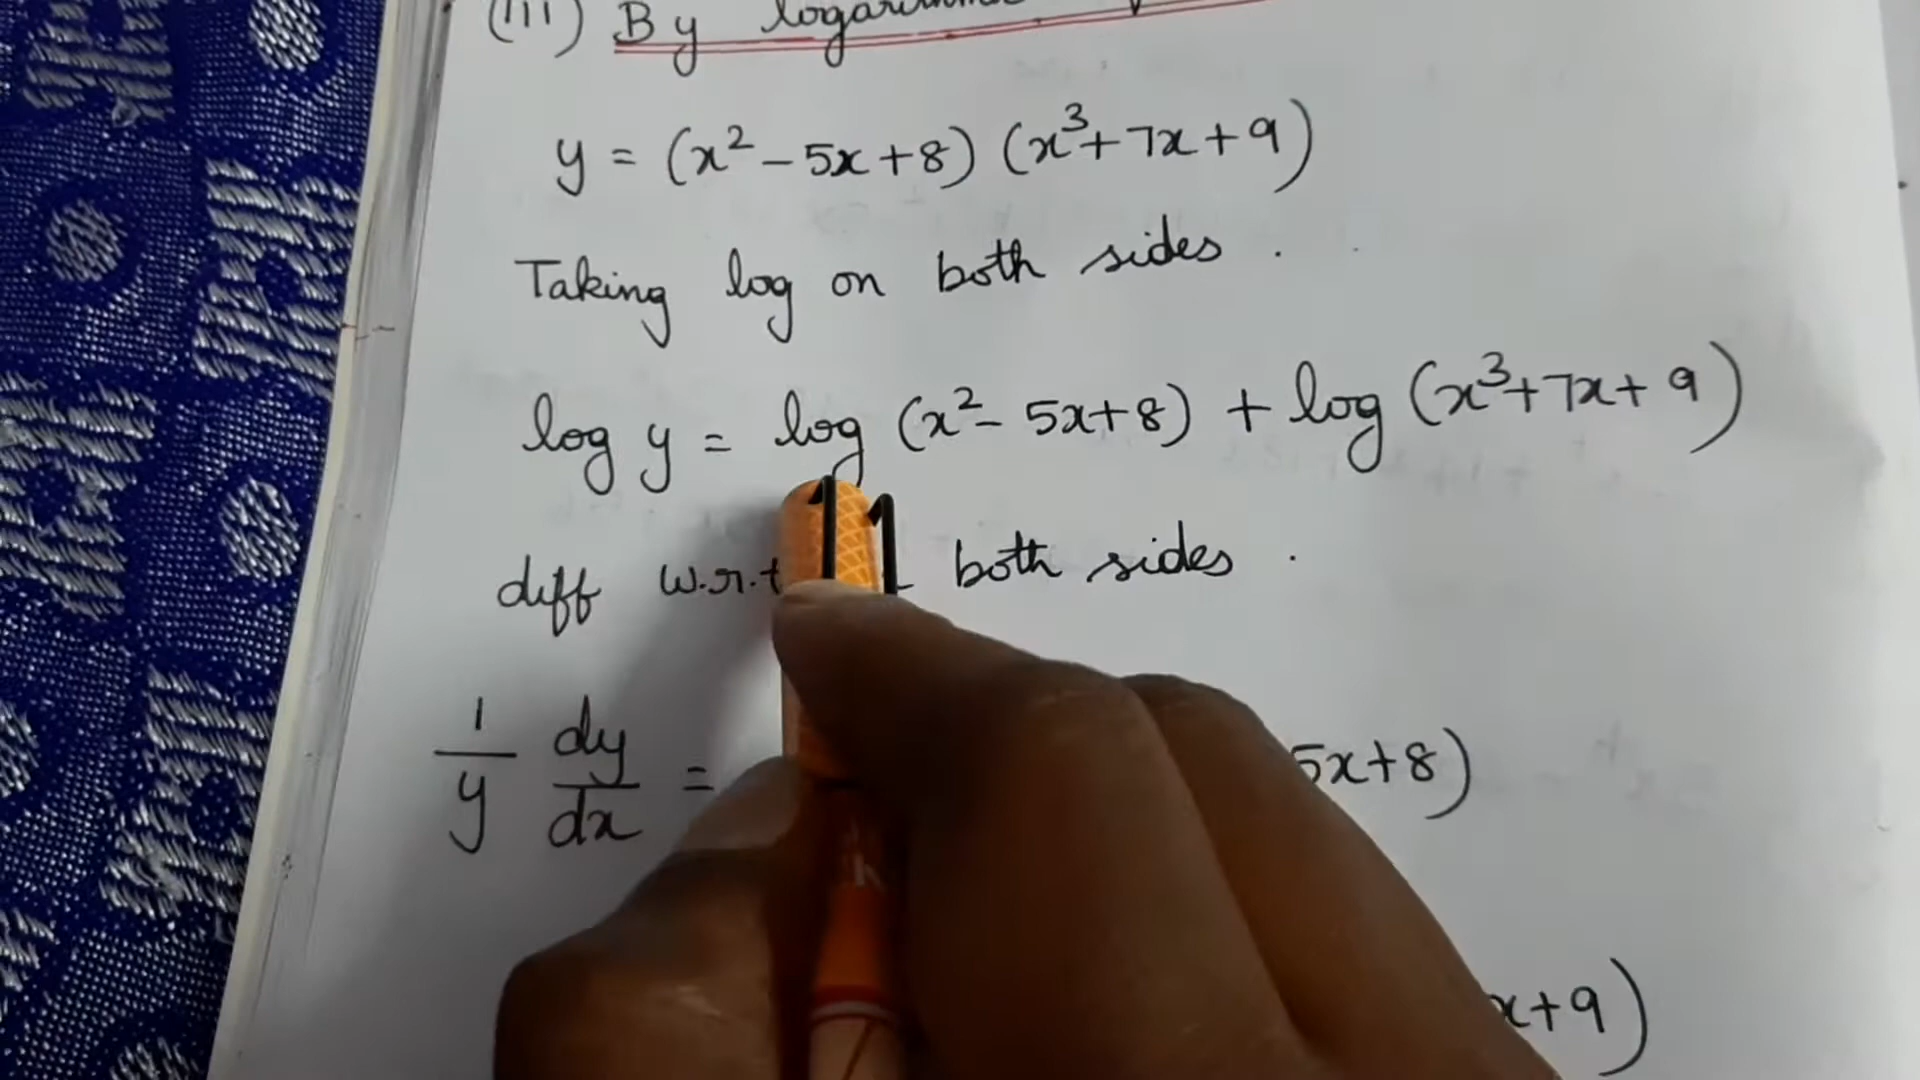 (iii) By
y = (x² - 5x + 8) (x³ + 7x + 9)
Taking log on both sides .
log y = log (x² - 5x + 8) + log (x³ + 7x + 9)
diff w.r.t both sides .
1/y dy/dx = 5x + 8)
x + 9)